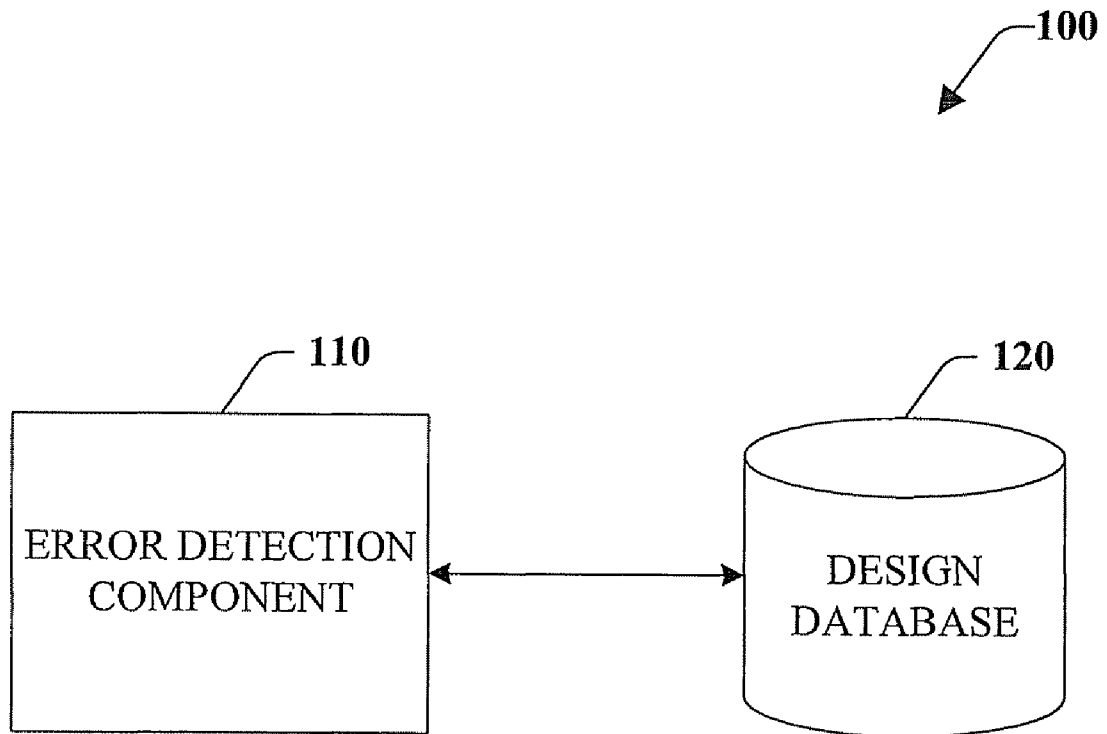 100
110
120
ERROR DETECTION
COMPONENT
DESIGN
DATABASE